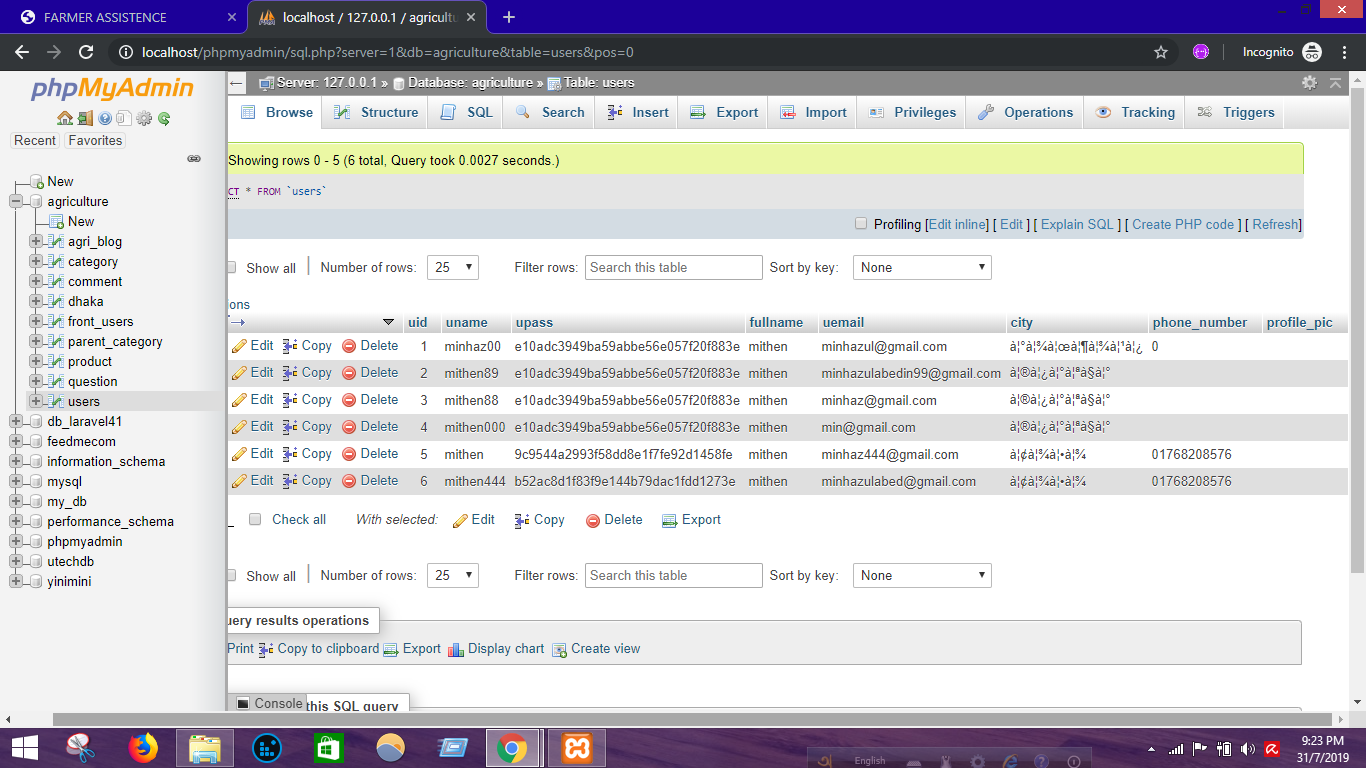 FARMER ASSISTENCE
localhost / 127.0.0.1 / agricultu
localhost/phpmyadmin/sql.php?server=1&db=agriculture&table=users&pos=0
Incognito
phpMyAdmin
Recent Favorites
New
agriculture
New
agri_blog
category
comment
dhaka
front_users
parent_category
product
question
users
db_laravel41
feedmecom
information_schema
mysql
my_db
performance_schema
phpmyadmin
utechdb
yinimini
Server: 127.0.0.1 » Database: agriculture » Table: users
Browse Structure SQL Search Insert Export Import Privileges Operations Tracking Triggers
Showing rows 0 - 5 (6 total, Query took 0.0027 seconds.)
CT * FROM `users`
Profiling [Edit inline] [ Edit ] [ Explain SQL ] [ Create PHP code ] [ Refresh]
Show all Number of rows: 25 Filter rows: Search this table Sort by key: None
ions
uid uname upass fullname uemail city phone_number profile_pic
Edit Copy Delete 1 minhaz00 e10adc3949ba59abbe56e057f20f883e mithen minhazul@gmail.com à¦°à¦¾à¦œà¦¶à¦¾à¦¹à¦¿ 0
Edit Copy Delete 2 mithen89 e10adc3949ba59abbe56e057f20f883e mithen minhazulabedin99@gmail.com à¦®à¦¿à¦°à¦ªà§à¦°
Edit Copy Delete 3 mithen88 e10adc3949ba59abbe56e057f20f883e mithen minhaz@gmail.com à¦®à¦¿à¦°à¦ªà§à¦°
Edit Copy Delete 4 mithen000 e10adc3949ba59abbe56e057f20f883e mithen min@gmail.com à¦®à¦¿à¦°à¦ªà§à¦°
Edit Copy Delete 5 mithen 9c9544a2993f58dd8e1f7fe92d1458fe mithen minhaz444@gmail.com à¦¢à¦¾à¦•à¦¾ 01768208576
Edit Copy Delete 6 mithen444 b52ac8d1f83f9e144b79dac1fdd1273e mithen minhazulabed@gmail.com à¦¢à¦¾à¦•à¦¾ 01768208576
Check all With selected: Edit Copy Delete Export
Show all Number of rows: 25 Filter rows: Search this table Sort by key: None
uery results operations
Print Copy to clipboard Export Display chart Create view
Console this SQL query
English
9:23 PM
31/7/2019